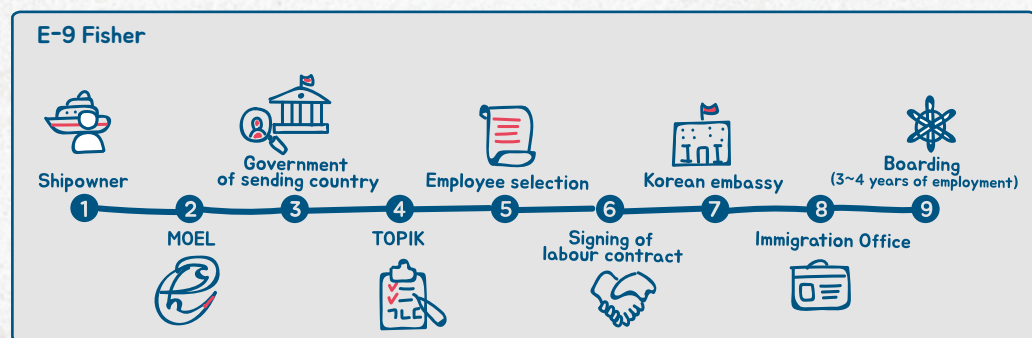 E-9 Fisher
Shipowner
1
MOEL
2
Government
of sending country
3
TOPIK
4
Employee selection
5
Signing of
labour contract
6
Korean embassy
7
Immigration Office
8
Boarding
(3~4 years of employment)
9